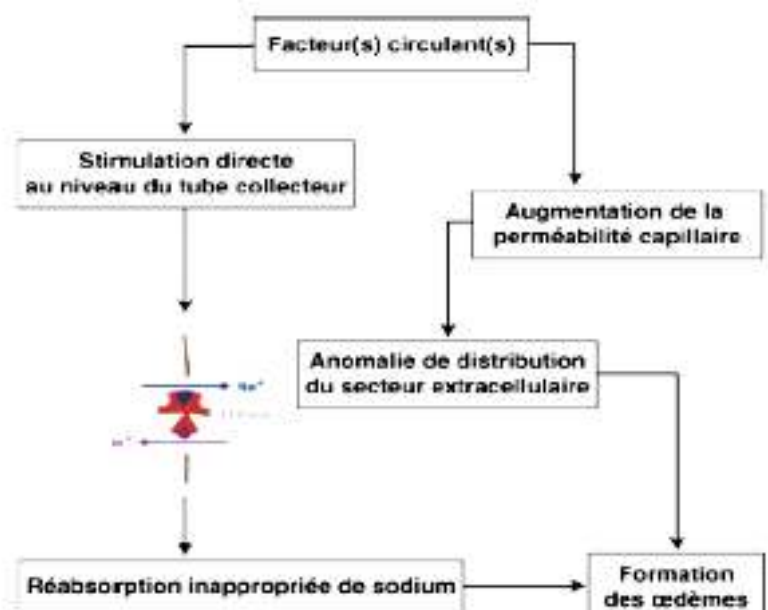 Facteur(s) circulant(s)
Stimulation directe
au niveau du tube collecteur
Augmentation de la
perméabilité capillaire
Anomalie de distribution
du secteur extracellulaire
Na⁺
Réabsorption inappropriée de sodium
Formation
des œdèmes